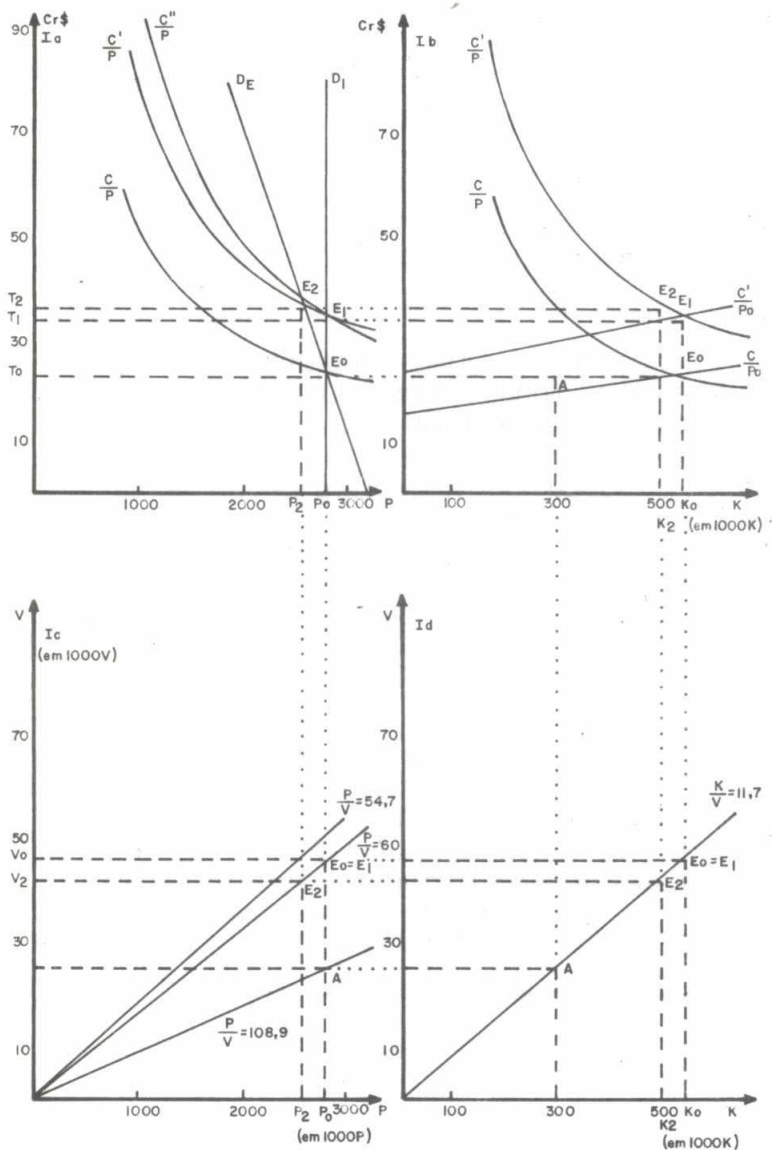 Cr$
Ia
90
70
50
T2
T1
30
To
10
C'/P
C''/P
C/P
DE
DI
E2
E1
Eo
1000
2000
P2
Po
3000
P
Cr$
Ib
70
50
30
10
C'/P
C/P
E2
E1
C'/Po
Eo
C/Po
A
100
300
500
Ko
K
K2
(em 1000K)
V
Ic
(em 1000V)
70
50
Vo
V2
30
10
P/V=54,7
P/V=60
Eo=E1
E2
A
P/V=108,9
1000
2000
P2
Po
3000
P
(em 1000P)
V
Id
70
50
30
10
K/V=11,7
Eo=E1
E2
A
100
300
500
Ko
K
K2
(em 1000K)